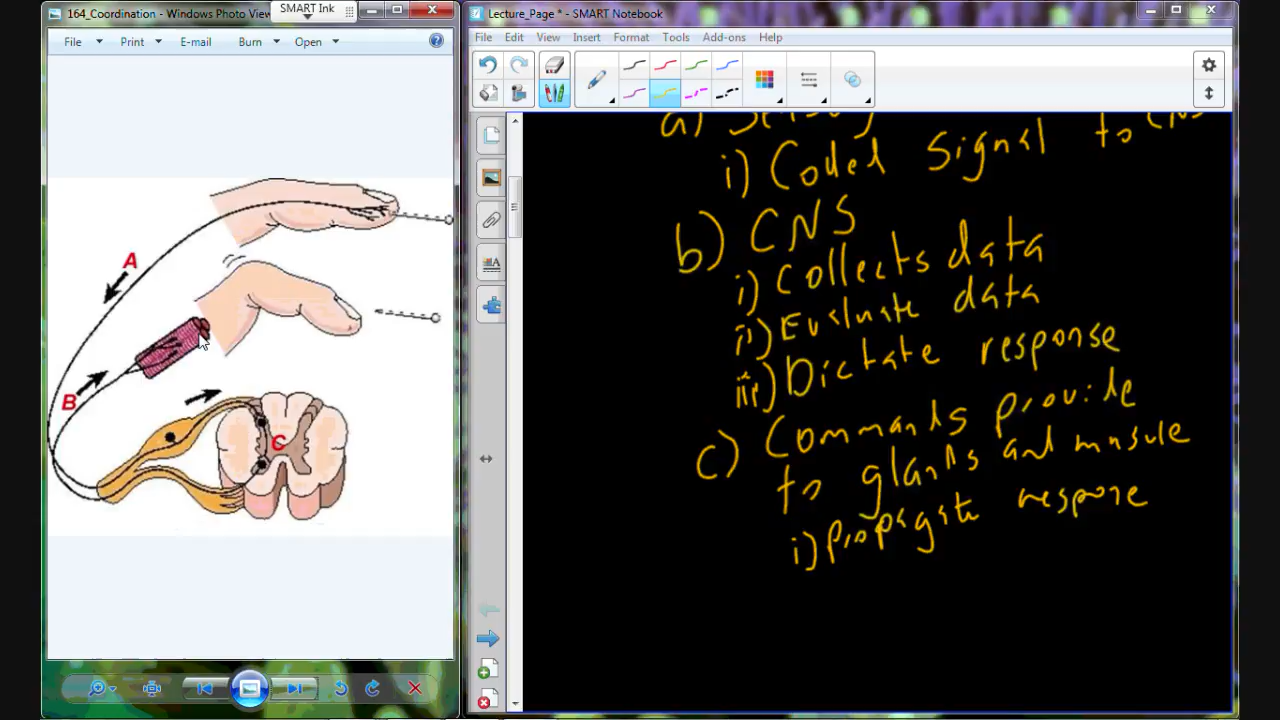 164_Coordination - Windows Photo View
SMART Ink
File Print E-mail Burn Open
A
B
C
Lecture_Page * - SMART Notebook
File Edit View Insert Format Tools Add-ons Help
a)
i) Coded signal to CNS
b) CNS
i) Collects data
ii) Evaluate data
iii) Dictate response
c) Commands provide
to glands and muscle
i) Propagate response